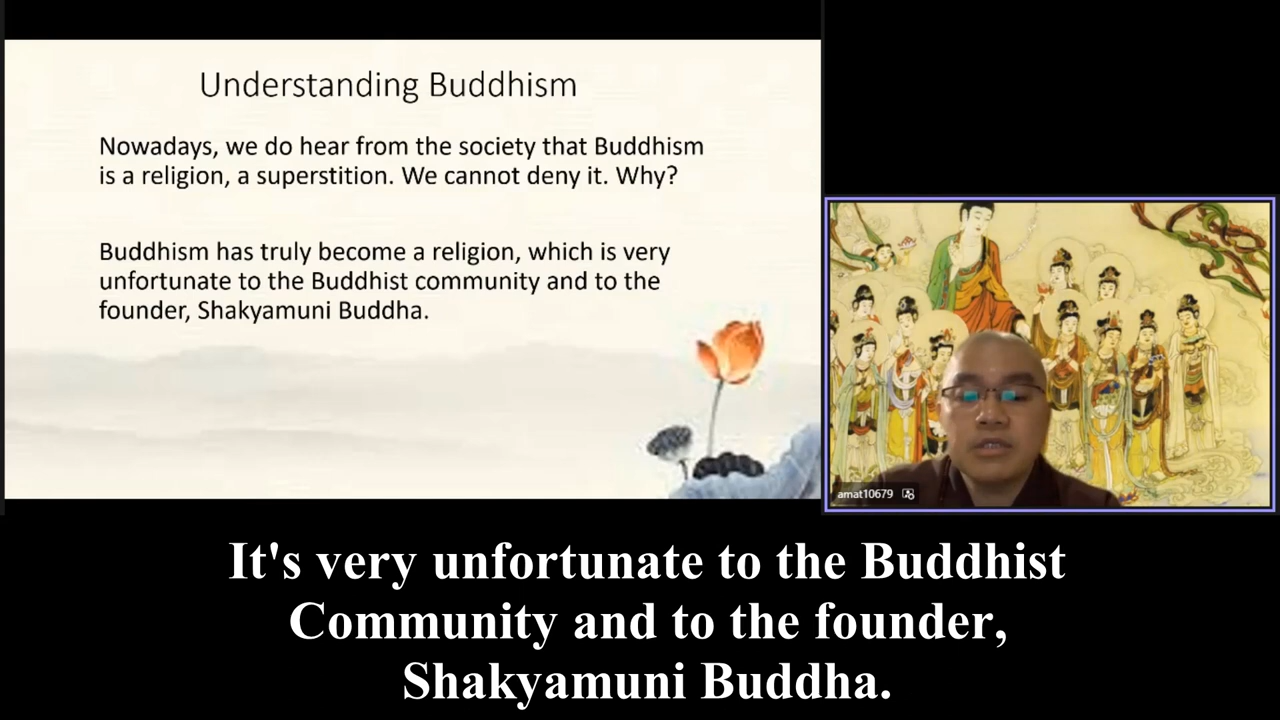 Understanding Buddhism
Nowadays, we do hear from the society that Buddhism
is a religion, a superstition. We cannot deny it. Why?
Buddhism has truly become a religion, which is very
unfortunate to the Buddhist community and to the
founder, Shakyamuni Buddha.
amat10679
It's very unfortunate to the Buddhist
Community and to the founder,
Shakyamuni Buddha.